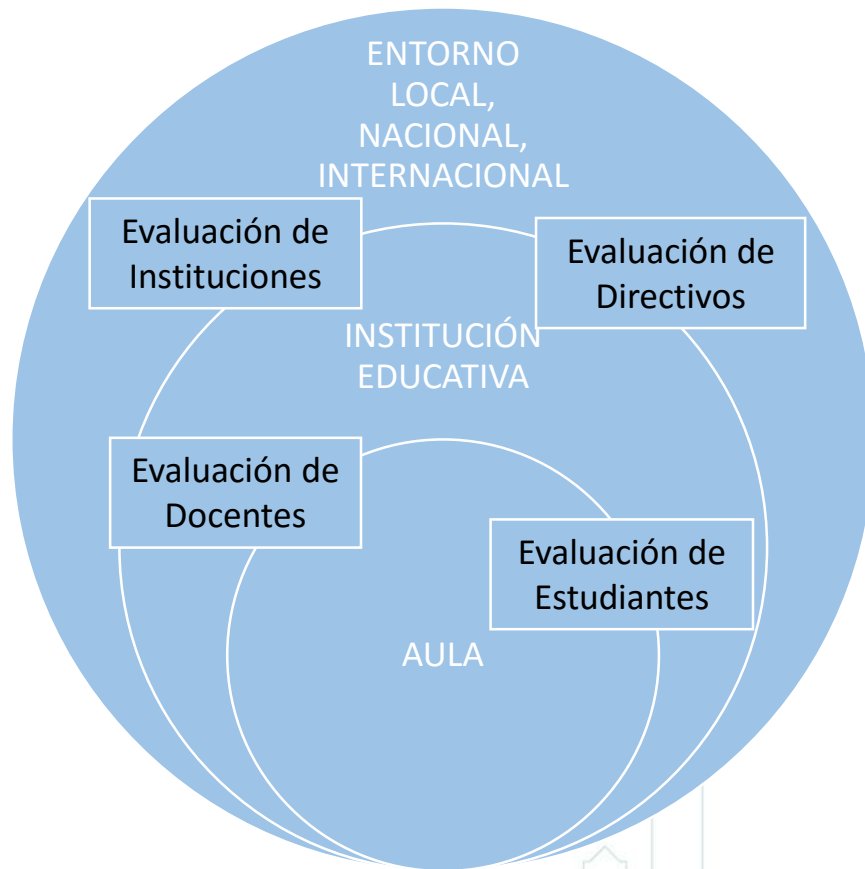 ENTORNO
LOCAL,
NACIONAL,
INTERNACIONAL
Evaluación de
Instituciones
Evaluación de
Directivos
INSTITUCIÓN
EDUCATIVA
Evaluación de
Docentes
Evaluación de
Estudiantes
AULA